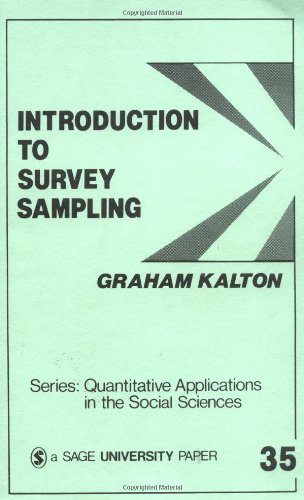 INTRODUCTION
TO
SURVEY
SAMPLING
GRAHAM KALTON
Series: Quantitative Applications
in the Social Sciences
S a SAGE UNIVERSITY PAPER 35